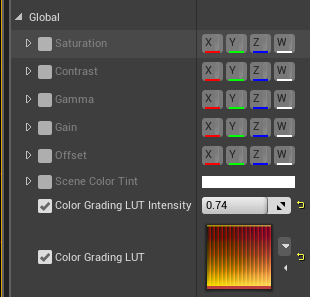 Global
Saturation X Y Z W
Contrast X Y Z W
Gamma X Y Z W
Gain X Y Z W
Offset X Y Z W
Scene Color Tint
Color Grading LUT Intensity 0.74
Color Grading LUT